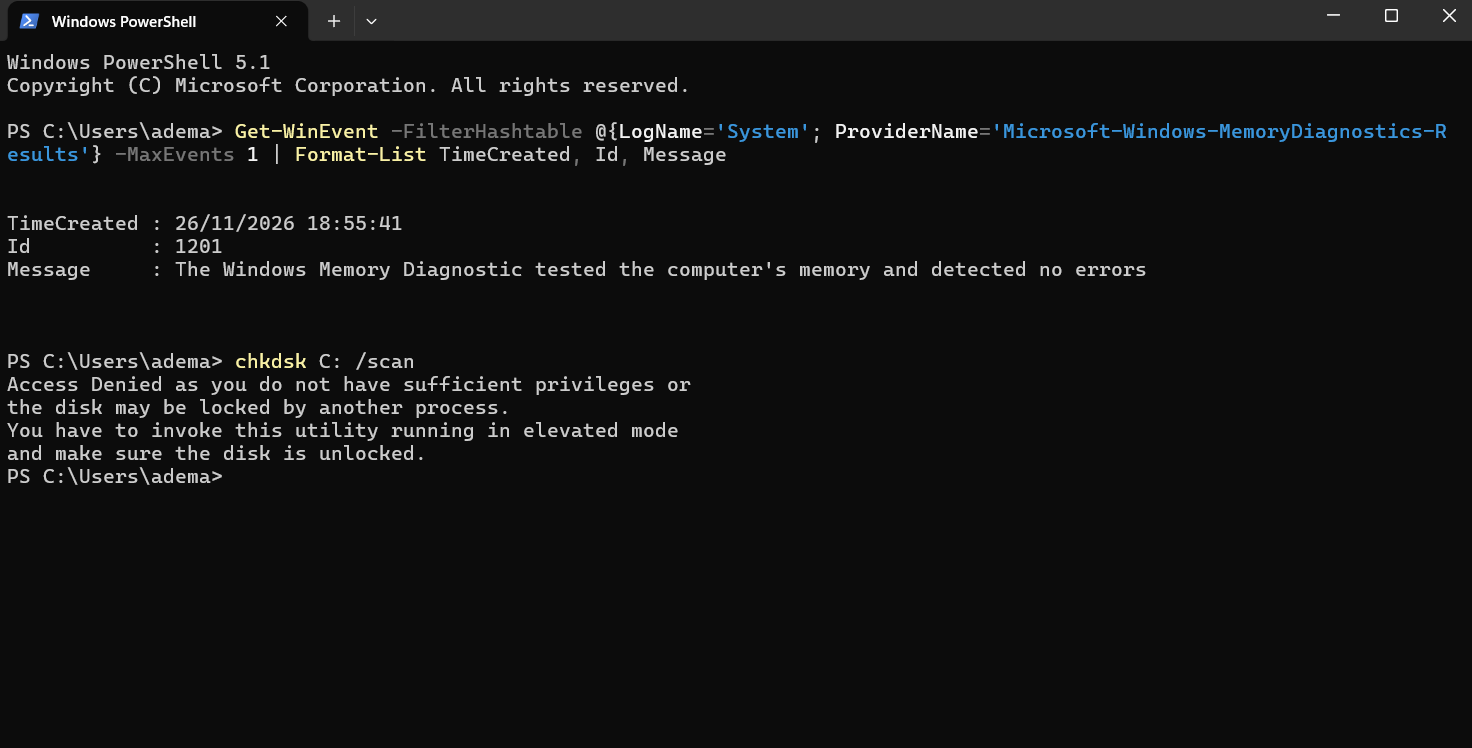 Windows PowerShell
Windows PowerShell 5.1
Copyright (C) Microsoft Corporation. All rights reserved.
PS C:\Users\adema> Get-WinEvent -FilterHashtable @{LogName='System'; ProviderName='Microsoft-Windows-MemoryDiagnostics-R
esults'} -MaxEvents 1 | Format-List TimeCreated, Id, Message
TimeCreated : 26/11/2026 18:55:41
Id          : 1201
Message     : The Windows Memory Diagnostic tested the computer's memory and detected no errors
PS C:\Users\adema> chkdsk C: /scan
Access Denied as you do not have sufficient privileges or
the disk may be locked by another process.
You have to invoke this utility running in elevated mode
and make sure the disk is unlocked.
PS C:\Users\adema>